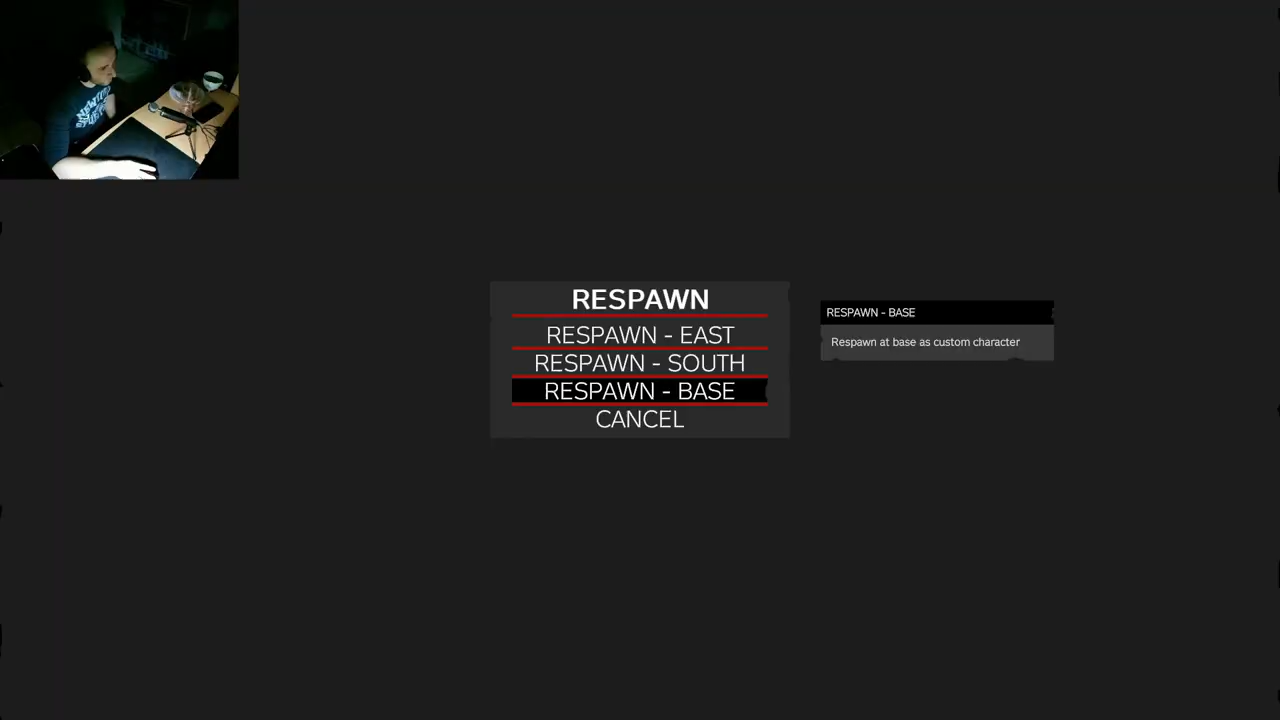 RESPAWN
RESPAWN - EAST
RESPAWN - SOUTH
RESPAWN - BASE
CANCEL
RESPAWN - BASE
Respawn at base as custom character